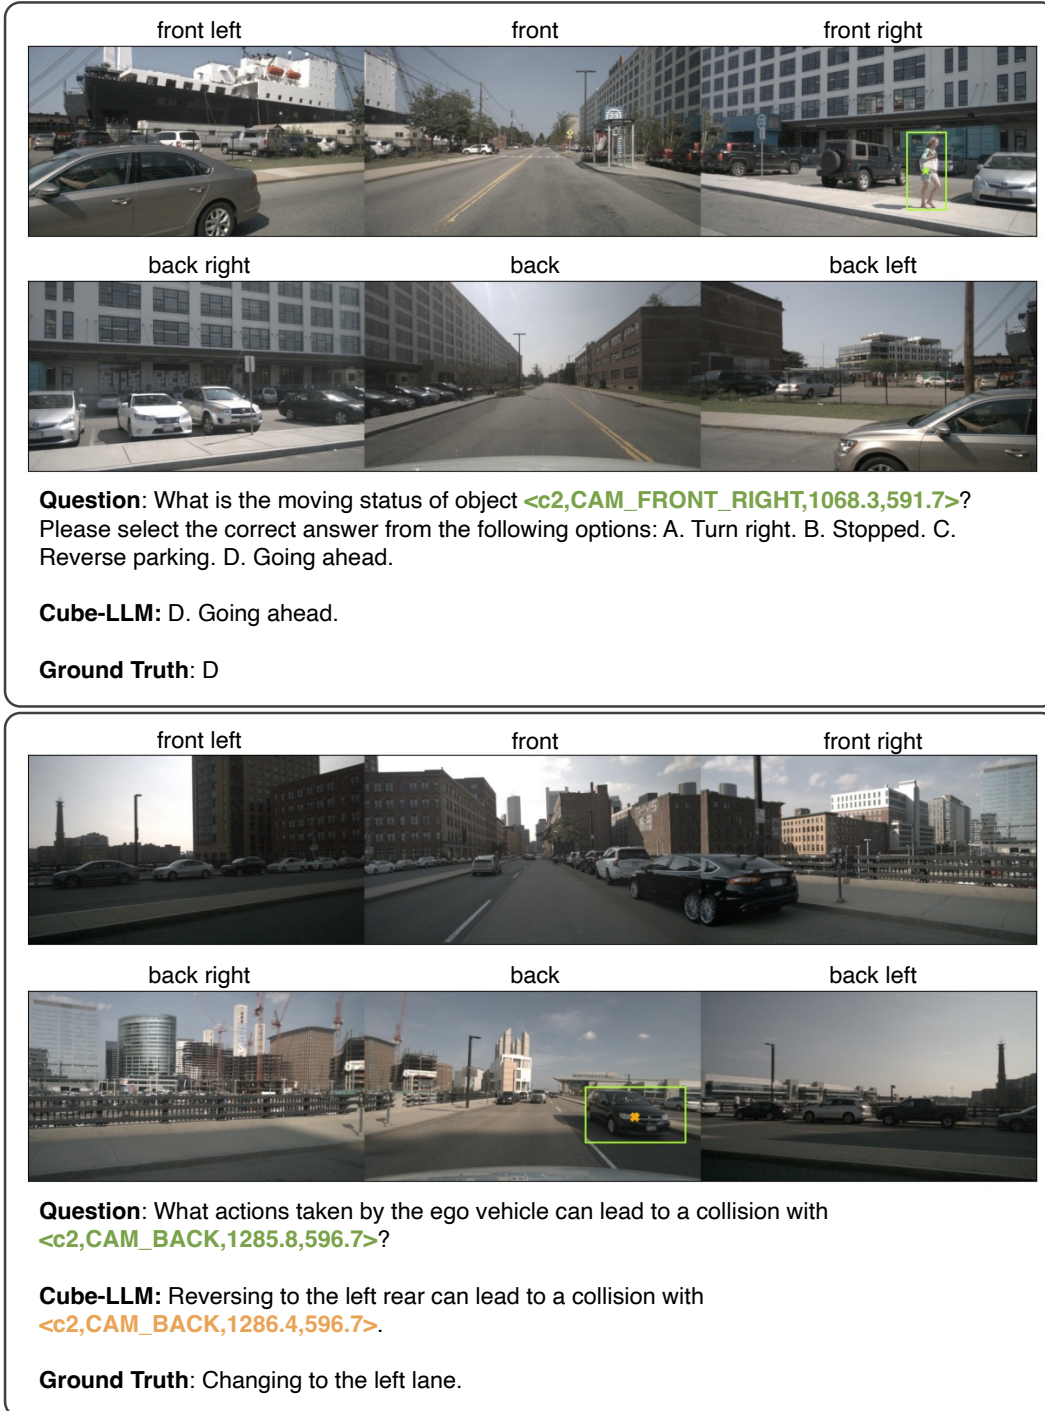 front left
front
front right
back right
back
back left
Question: What is the moving status of object <c2,CAM_FRONT_RIGHT,1068.3,591.7>?
Please select the correct answer from the following options: A. Turn right. B. Stopped. C.
Reverse parking. D. Going ahead.
Cube-LLM: D. Going ahead.
Ground Truth: D
front left
front
front right
back right
back
back left
Question: What actions taken by the ego vehicle can lead to a collision with
<c2,CAM_BACK,1285.8,596.7>?
Cube-LLM: Reversing to the left rear can lead to a collision with
<c2,CAM_BACK,1286.4,596.7>.
Ground Truth: Changing to the left lane.